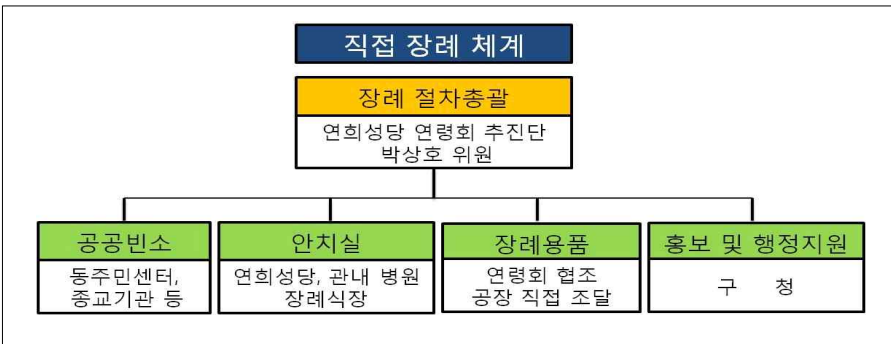 직접 장례 체계
장례 절차총괄
연희성당 연령회 추진단
박상호 위원
공공빈소
동주민센터,
종교기관 등
안치실
연희성당, 관내 병원
장례식장
장례용품
연령회 협조
공장 직접 조달
홍보 및 행정지원
구 청